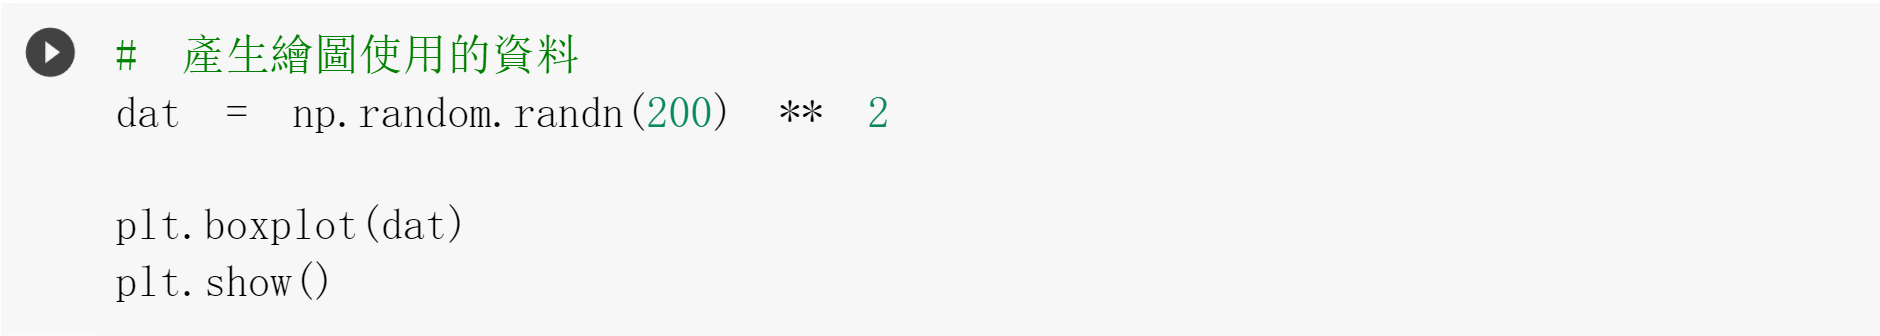 # 產生繪圖使用的資料
dat = np.random.randn(200) ** 2
plt.boxplot(dat)
plt.show()